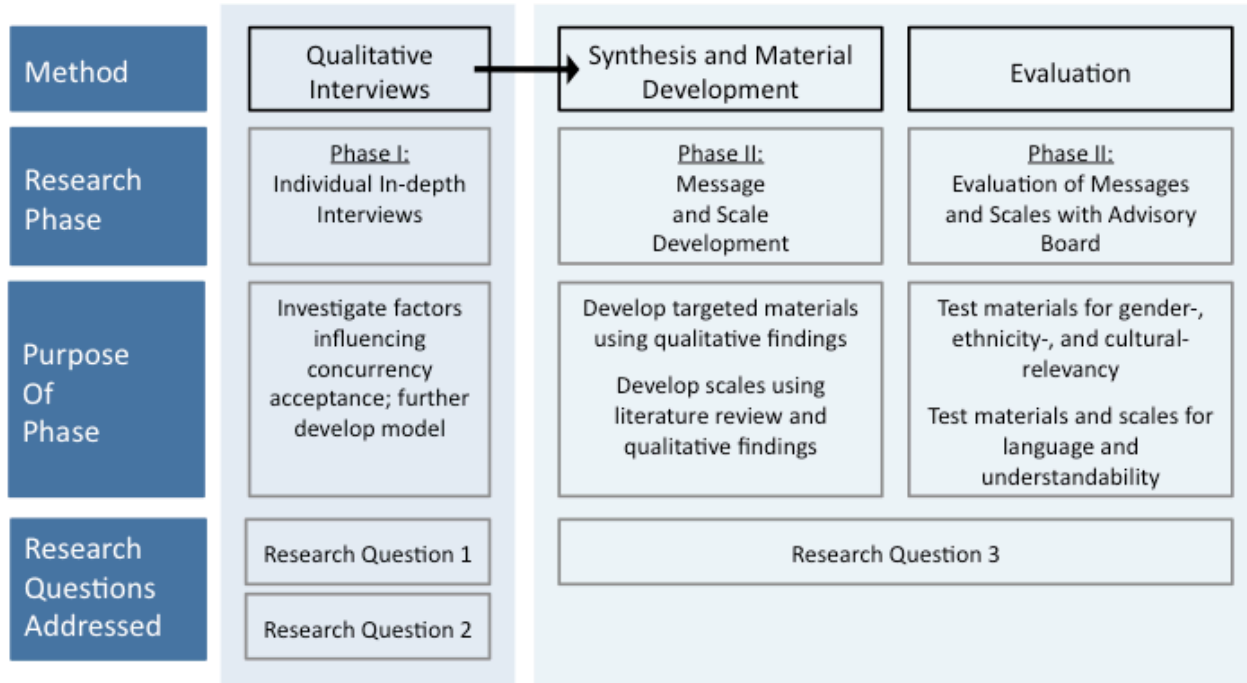 Method
Qualitative
Interviews
Synthesis and Material
Development
Evaluation
Research
Phase
Phase I:
Individual In-depth
Interviews
Phase II:
Message
and Scale
Development
Phase II:
Evaluation of Messages
and Scales with Advisory
Board
Purpose
Of
Phase
Investigate factors
influencing
concurrency
acceptance; further
develop model
Develop targeted materials
using qualitative findings
Develop scales using
literature review and
qualitative findings
Test materials for gender-,
ethnicity-, and cultural-
relevancy
Test materials and scales for
language and
understandability
Research
Questions
Addressed
Research Question 1
Research Question 2
Research Question 3